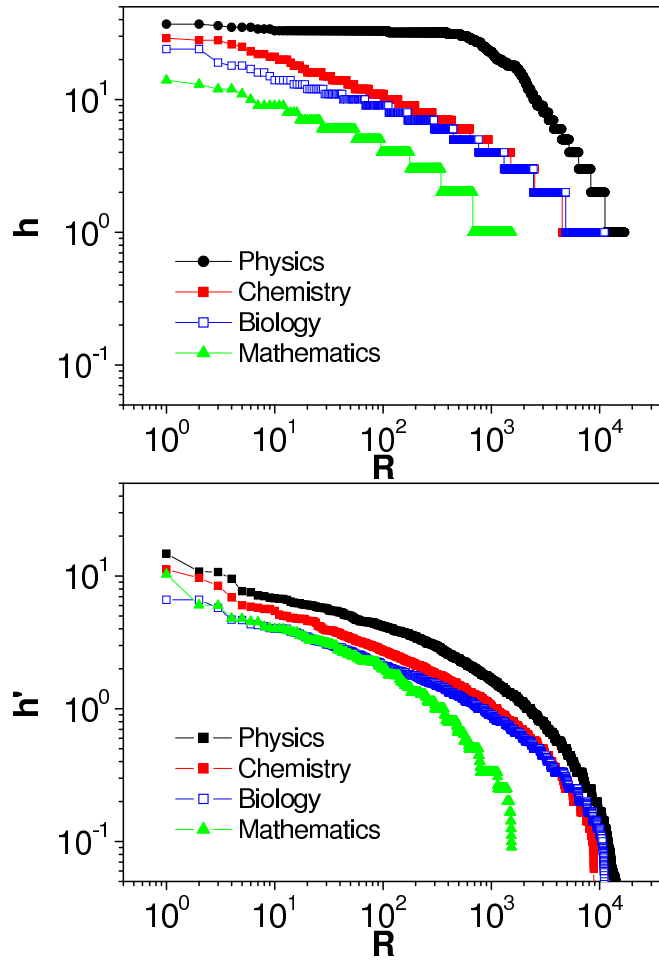 h
10¹
10⁰
10⁻¹
Physics
Chemistry
Biology
Mathematics
10⁰ 10¹ 10² 10³ 10⁴
R
h'
10¹
10⁰
10⁻¹
Physics
Chemistry
Biology
Mathematics
10⁰ 10¹ 10² 10³ 10⁴
R